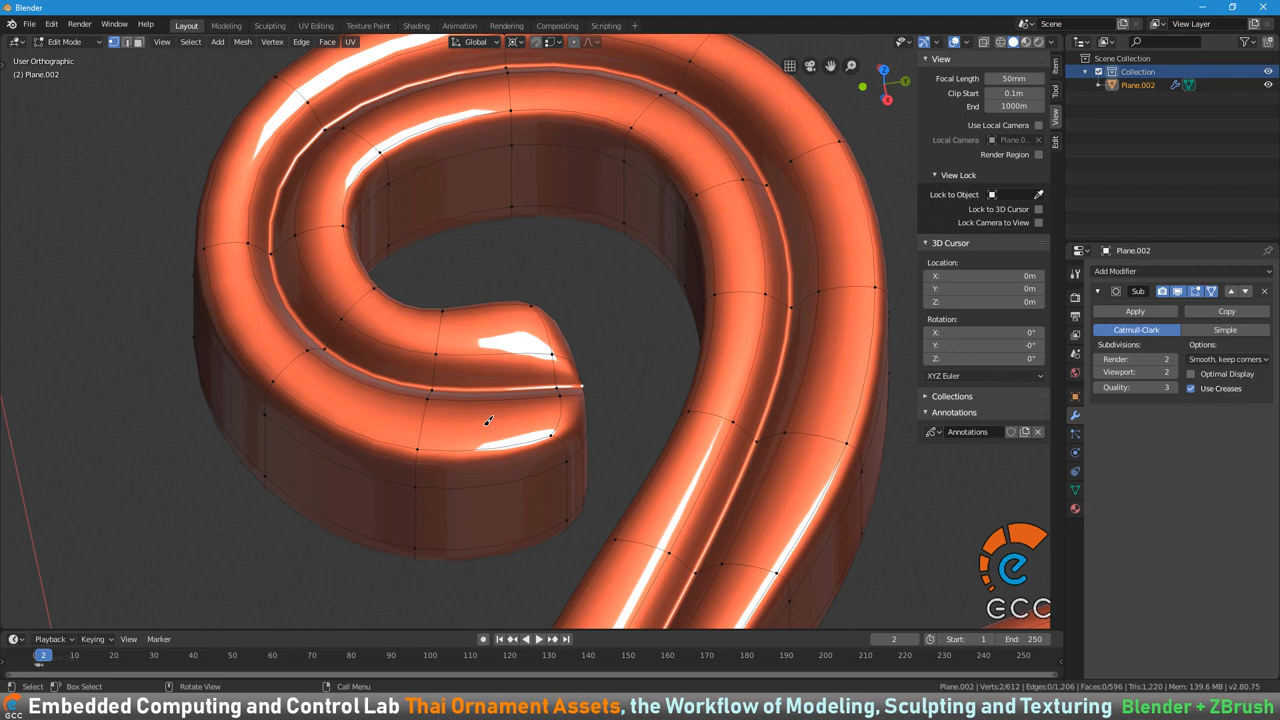 Blender
File Edit Render Window Help Layout Modeling Sculpting UV Editing Texture Paint Shading Animation Rendering Compositing Scripting + Scene View Layer
Edit Mode View Select Add Mesh Vertex Edge Face UV Global
User Orthographic
(2) Plane.002
Z
Y
X
View
Focal Length 50mm
Clip Start 0.1m
End 1000m
Use Local Camera
Local Camera Plane.0...
Render Region
View Lock
Lock to Object
Lock to 3D Cursor
Lock Camera to View
3D Cursor
Location:
X: 0m
Y: 0m
Z: 0m
Rotation:
X: 0°
Y: -0°
Z: 0°
XYZ Euler
Collections
Annotations
Annotations
Item
Tool
View
Edit
Scene Collection
Collection
Plane.002
Plane.002
Add Modifier
Sub
Apply Copy
Catmull-Clark Simple
Subdivisions: Options:
Render: 2 Smooth, keep corners
Viewport: 2 Optimal Display
Quality: 3 Use Creases
e
GCC
Playback Keying View Marker 2 Start: 1 End: 250
2 10 20 30 40 50 60 70 80 90 100 110 120 130 140 150 160 170 180 190 200 210 220 230 240 250
Select Box Select Rotate View Call Menu Plane.002 | Verts:2/612 | Edges:0/1,206 | Faces:0/596 | Tris:1,220 | Mem: 139.6 MB | v2.80.75
GCC Embedded Computing and Control Lab Thai Ornament Assets, the Workflow of Modeling, Sculpting and Texturing Blender + ZBrush